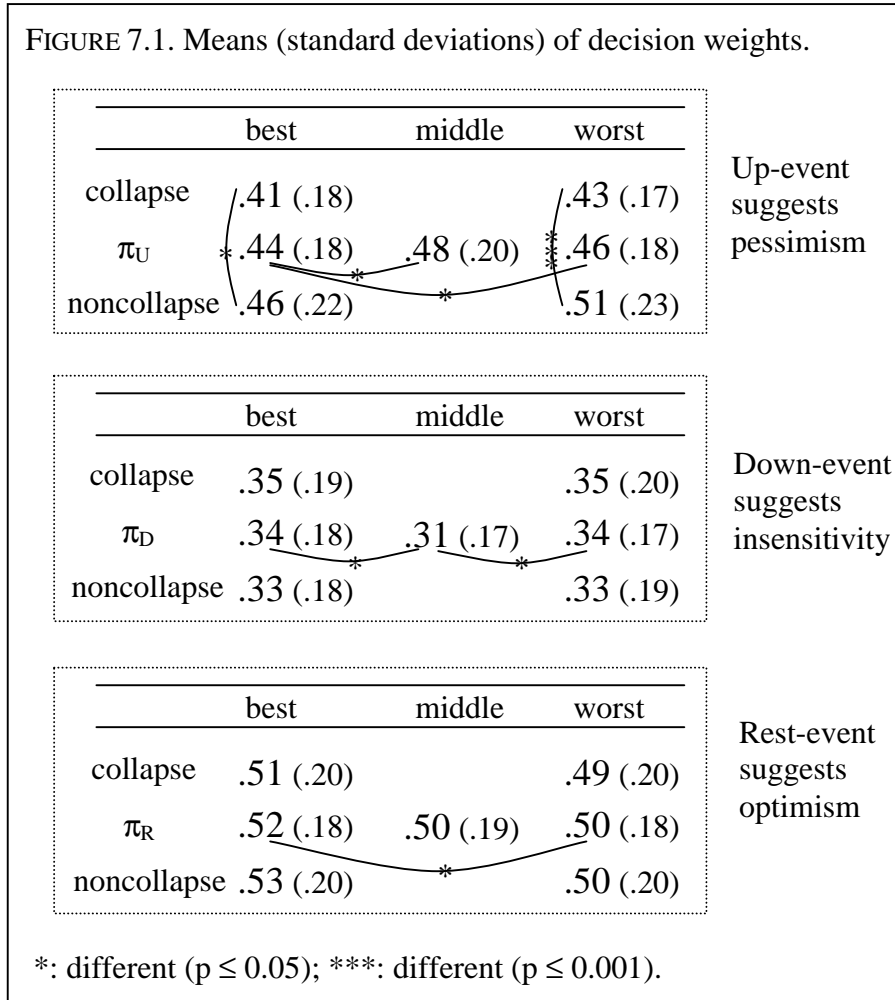 FIGURE 7.1. Means (standard deviations) of decision weights.
best middle worst
collapse .41 (.18) .43 (.17)
πU * .44 (.18) .48 (.20) *** .46 (.18)
*
*
noncollapse .46 (.22) .51 (.23)
Up-event
suggests
pessimism
best middle worst
collapse .35 (.19) .35 (.20)
πD .34 (.18) .31 (.17) .34 (.17)
* *
noncollapse .33 (.18) .33 (.19)
Down-event
suggests
insensitivity
best middle worst
collapse .51 (.20) .49 (.20)
πR .52 (.18) .50 (.19) .50 (.18)
*
noncollapse .53 (.20) .50 (.20)
Rest-event
suggests
optimism
*: different (p ≤ 0.05); ***: different (p ≤ 0.001).